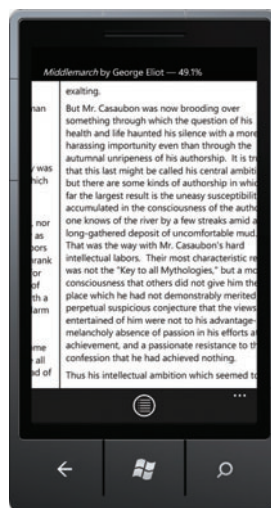 Middlemarch by George Eliot — 49.1%
exalting.
But Mr. Casaubon was now brooding over
something through which the question of his
health and life haunted his silence with a more
harassing importunity even than through the
autumnal unripeness of his authorship. It is
that this last might be called his central
but there are some kinds of authorship in
far the largest result is the uneasy
accumulated in the consciousness of the
one knows of the river by a few streaks
long-gathered deposit of uncomfortable mud.
That was the way with Mr. Casaubon's hard
intellectual labors. Their most characteristic
was not the "Key to all Mythologies," but a
consciousness that others did not give him the
place which he had not demonstrably merited
perpetual suspicious conjecture that the views
entertained of him were not to his advantage
melancholy absence of passion in his efforts
achievement, and a passionate resistance to
confession that he had achieved nothing.
Thus his intellectual ambition which seemed to
was
nor
as
of
all
of